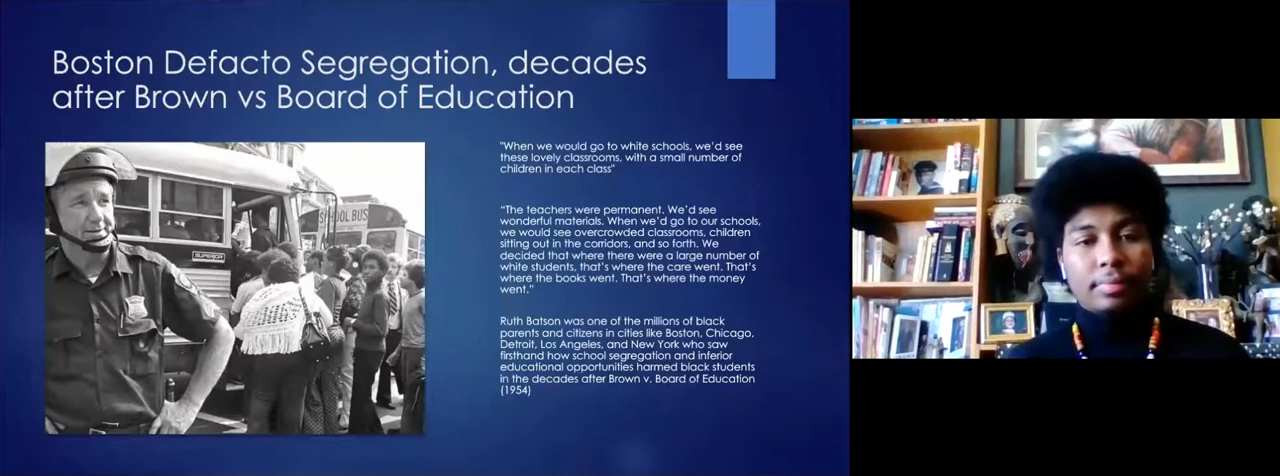 Boston Defacto Segregation, decades
after Brown vs Board of Education
"When we would go to white schools, we'd see
these lovely classrooms, with a small number of
children in each class"
"The teachers were permanent. We'd see
wonderful materials. When we'd go to our schools,
we would see overcrowded classrooms, children
sitting out in the corridors, and so forth. We
decided that where there were a large number of
white students, that's where the care went. That's
where the books went. That's where the money
went."
Ruth Batson was one of the millions of black
parents and citizens in cities like Boston, Chicago,
Detroit, Los Angeles, and New York who saw
firsthand how school segregation and inferior
educational opportunities harmed black students
in the decades after Brown v. Board of Education
(1954)
SCHOOL BUS
SUPERIOR